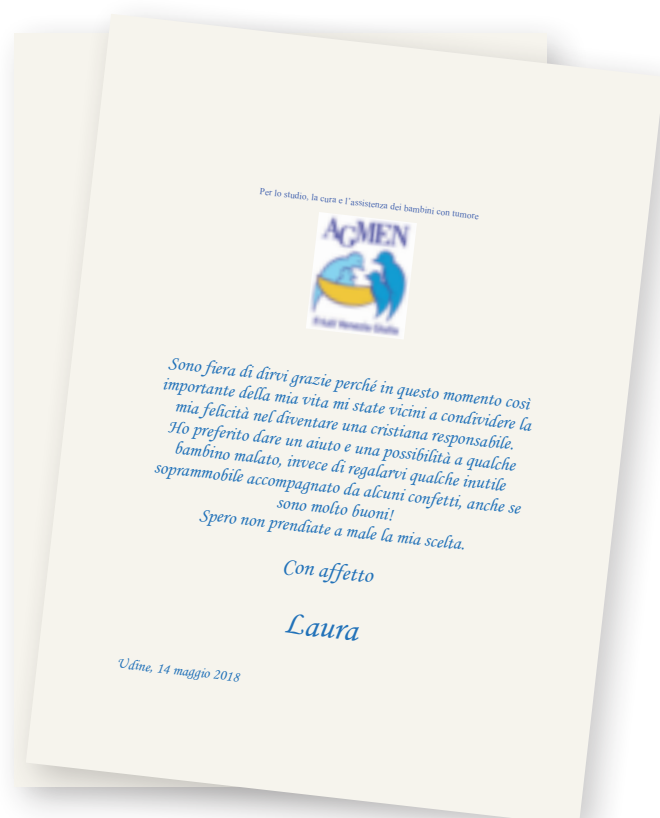 Per lo studio, la cura e l'assistenza dei bambini con tumore
AGMEN
Friuli Venezia Giulia
Sono fiera di dirvi grazie perché in questo momento così
importante della mia vita mi state vicini a condividere la
mia felicità nel diventare una cristiana responsabile.
Ho preferito dare un aiuto e una possibilità a qualche
bambino malato, invece di regalarvi qualche inutile
soprammobile accompagnato da alcuni confetti, anche se
sono molto buoni!
Spero non prendiate a male la mia scelta.
Con affetto
Laura
Udine, 14 maggio 2018